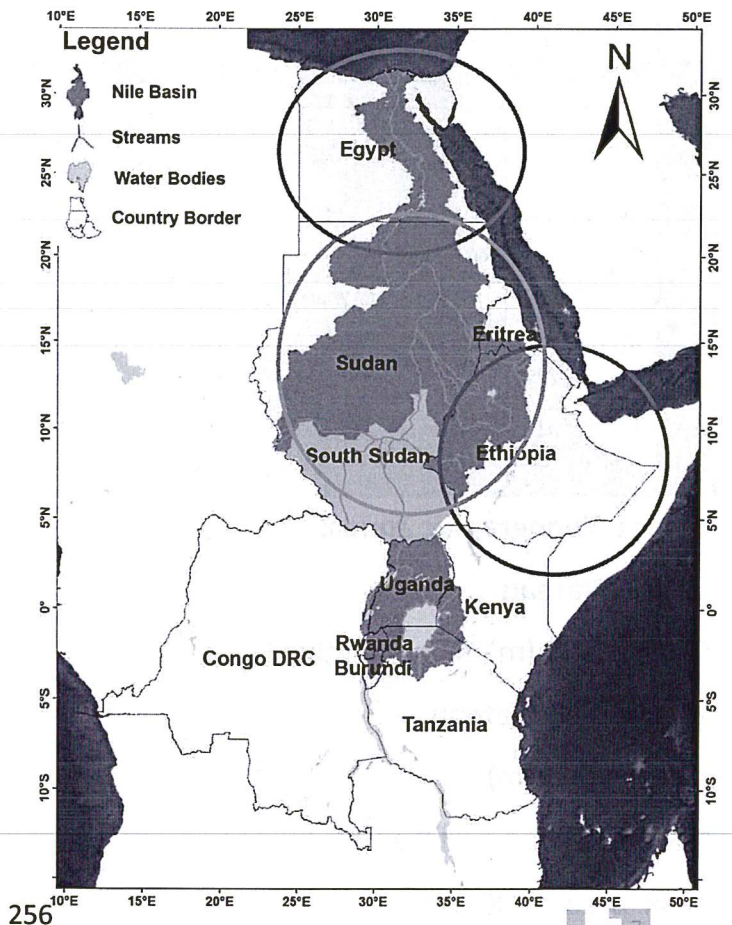 10°E 15°E 20°E 25°E 30°E 35°E 40°E 45°E 50°E
Legend
Nile Basin
Streams
Water Bodies
Country Border
N
30°N
25°N
20°N
15°N
10°N
5°N
0°
5°S
10°S
30°N
25°N
20°N
15°N
10°N
5°N
0°
5°S
10°S
Egypt
Eritrea
Sudan
South Sudan
Ethiopia
Uganda
Kenya
Rwanda
Congo DRC
Burundi
Tanzania
10°E 15°E 20°E 25°E 30°E 35°E 40°E 45°E 50°E
256